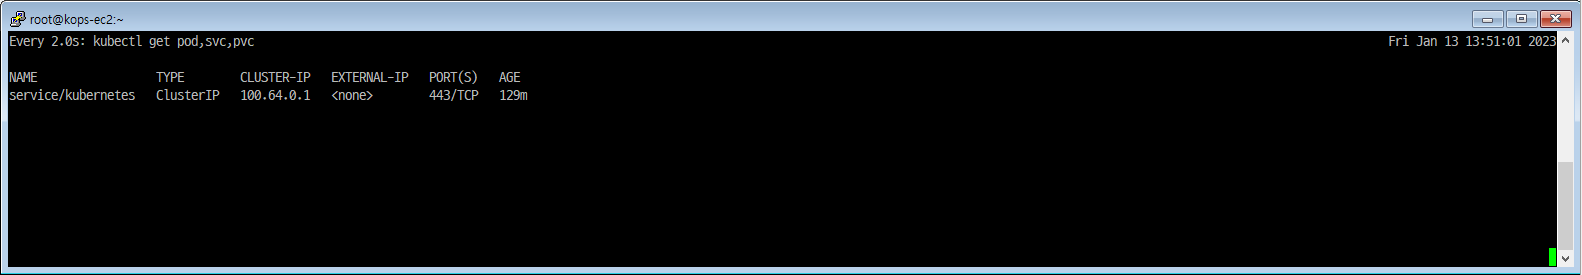 root@kops-ec2:~
Every 2.0s: kubectl get pod,svc,pvc Fri Jan 13 13:51:01 2023
NAME TYPE CLUSTER-IP EXTERNAL-IP PORT(S) AGE
service/kubernetes ClusterIP 100.64.0.1 <none> 443/TCP 129m